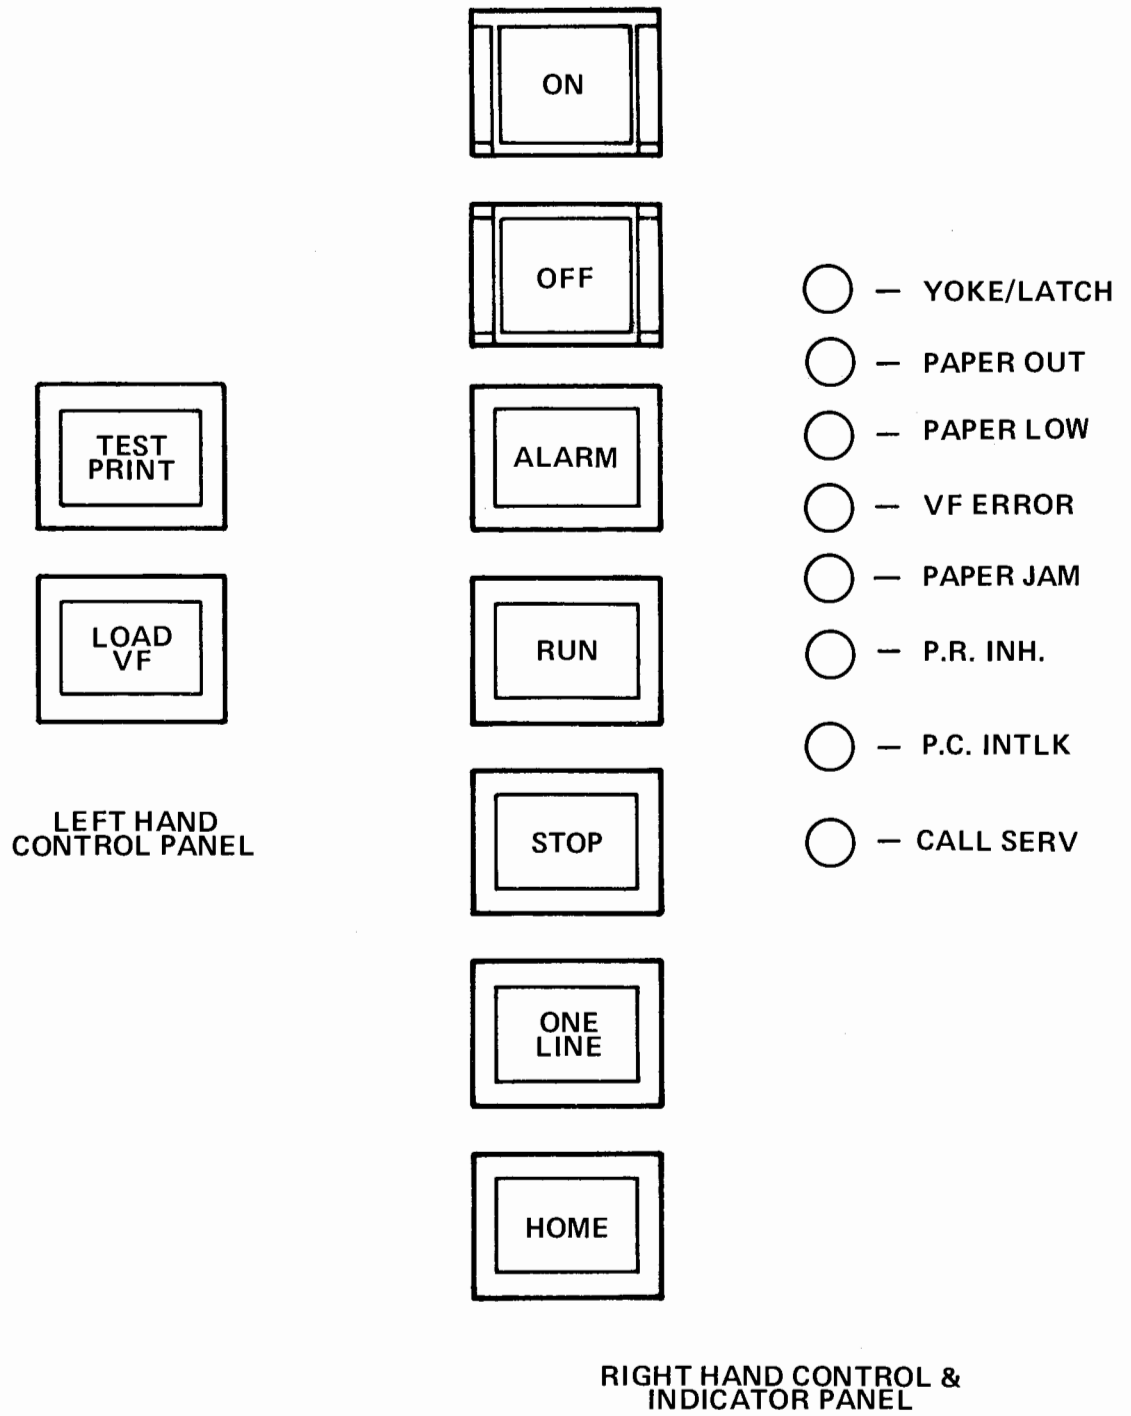 ON
OFF
ALARM
RUN
STOP
ONE
LINE
HOME
TEST
PRINT
LOAD
VF
LEFT HAND
CONTROL PANEL
— YOKE/LATCH
— PAPER OUT
— PAPER LOW
— VF ERROR
— PAPER JAM
— P.R. INH.
— P.C. INTLK
— CALL SERV
RIGHT HAND CONTROL &
INDICATOR PANEL